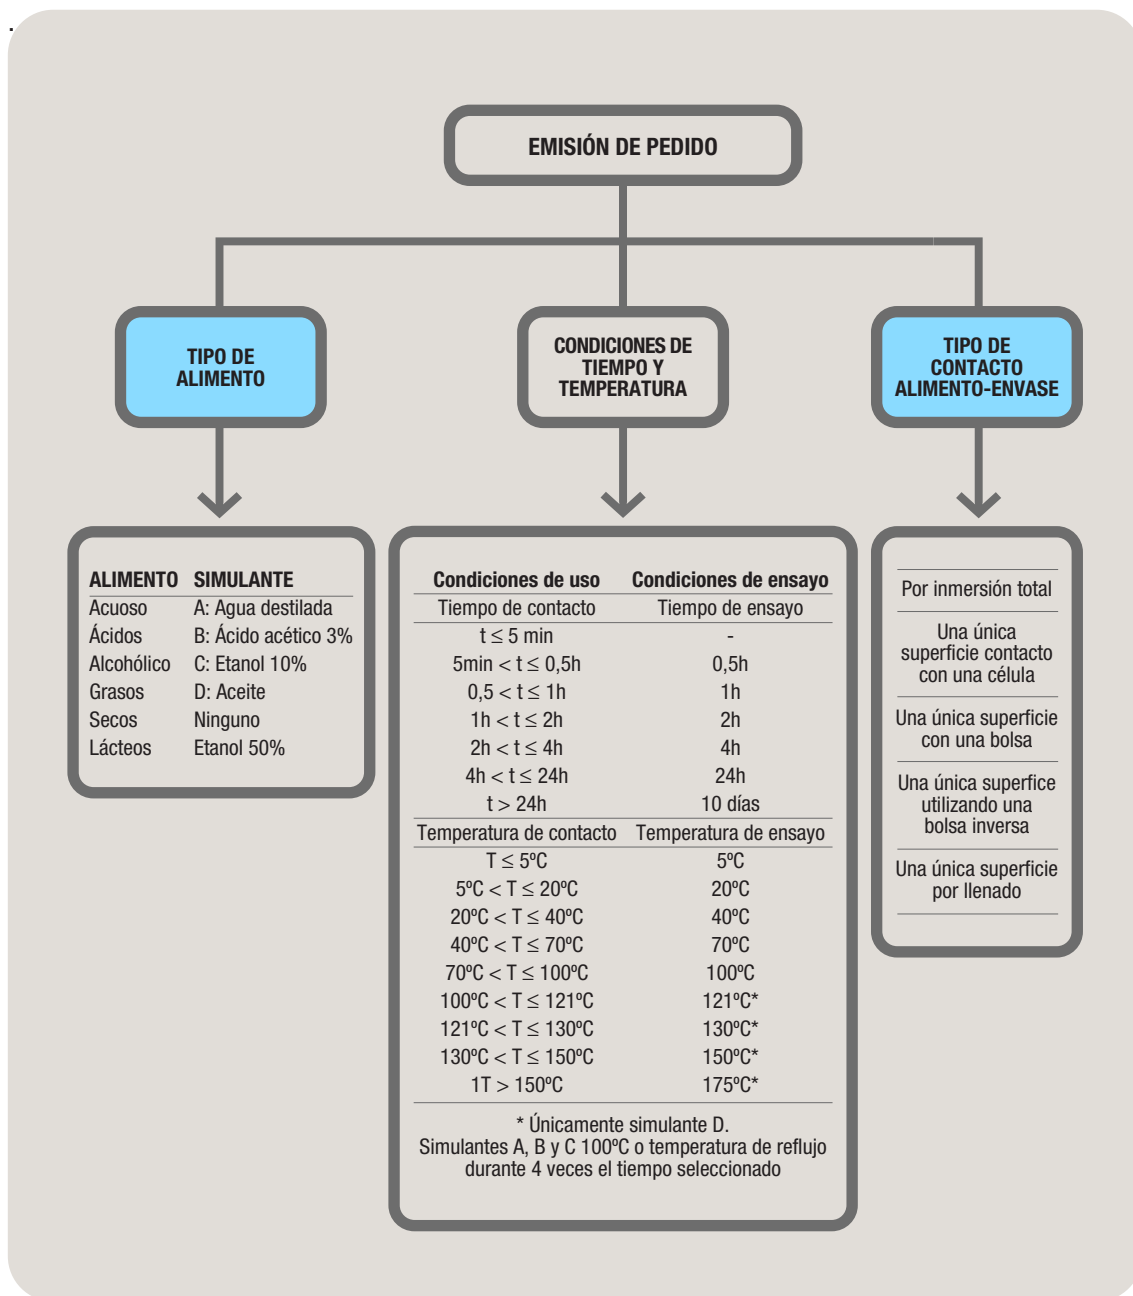 .
EMISIÓN DE PEDIDO
TIPO DE
ALIMENTO
CONDICIONES DE
TIEMPO Y
TEMPERATURA
TIPO DE
CONTACTO
ALIMENTO-ENVASE
ALIMENTO SIMULANTE
Acuoso A: Agua destilada
Ácidos B: Ácido acético 3%
Alcohólico C: Etanol 10%
Grasos D: Aceite
Secos Ninguno
Lácteos Etanol 50%
Condiciones de uso Condiciones de ensayo
Tiempo de contacto Tiempo de ensayo
t ≤ 5 min -
5min < t ≤ 0,5h 0,5h
0,5 < t ≤ 1h 1h
1h < t ≤ 2h 2h
2h < t ≤ 4h 4h
4h < t ≤ 24h 24h
t > 24h 10 días
Temperatura de contacto Temperatura de ensayo
T ≤ 5ºC 5ºC
5ºC < T ≤ 20ºC 20ºC
20ºC < T ≤ 40ºC 40ºC
40ºC < T ≤ 70ºC 70ºC
70ºC < T ≤ 100ºC 100ºC
100ºC < T ≤ 121ºC 121ºC*
121ºC < T ≤ 130ºC 130ºC*
130ºC < T ≤ 150ºC 150ºC*
1T > 150ºC 175ºC*
* Únicamente simulante D.
Simulantes A, B y C 100ºC o temperatura de reflujo
durante 4 veces el tiempo seleccionado
Por inmersión total
Una única
superficie contacto
con una célula
Una única superficie
con una bolsa
Una única superfice
utilizando una
bolsa inversa
Una única superficie
por llenado